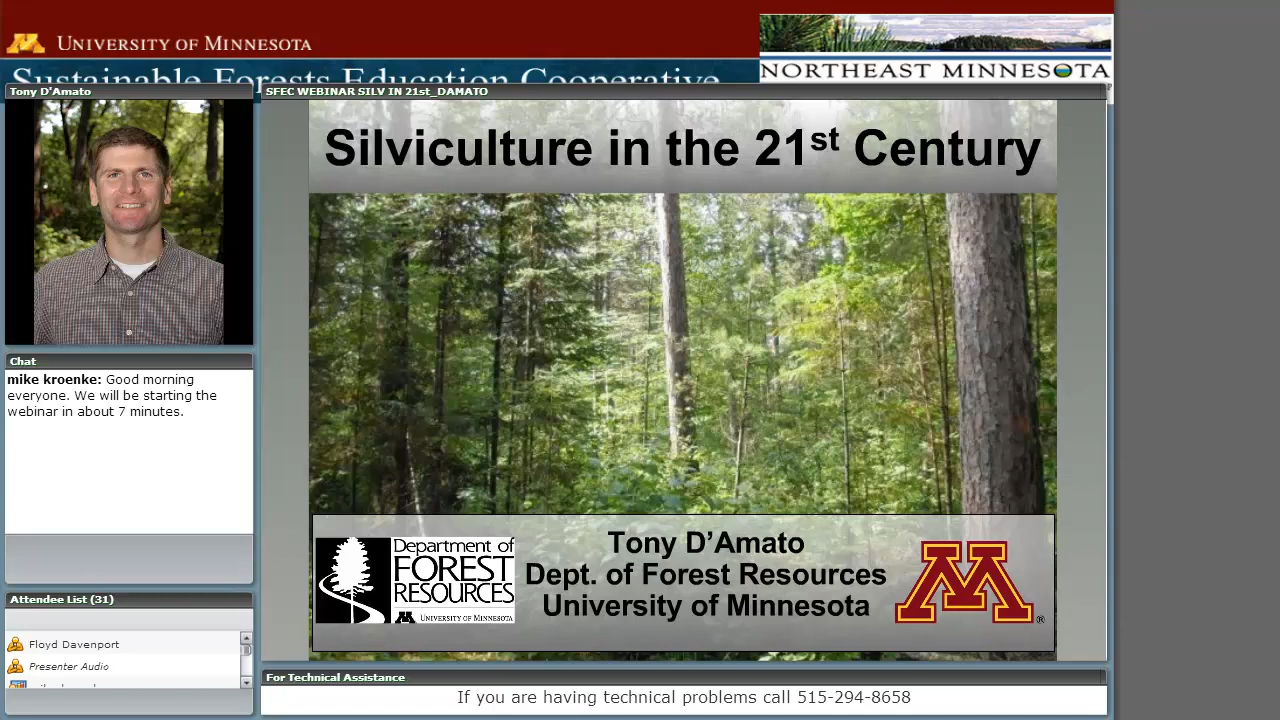 UNIVERSITY OF MINNESOTA
Sustainable Forests Education Cooperative
NORTHEAST MINNESOTA
Tony D'Amato
SFEC WEBINAR SILV IN 21st_DAMATO
Silviculture in the 21st Century
Chat
mike kroenke: Good morning
everyone. We will be starting the
webinar in about 7 minutes.
Department of
FOREST
RESOURCES
UNIVERSITY OF MINNESOTA
Tony D’Amato
Dept. of Forest Resources
University of Minnesota
M
®
Attendee List (31)
Floyd Davenport
Presenter Audio
For Technical Assistance
If you are having technical problems call 515-294-8658